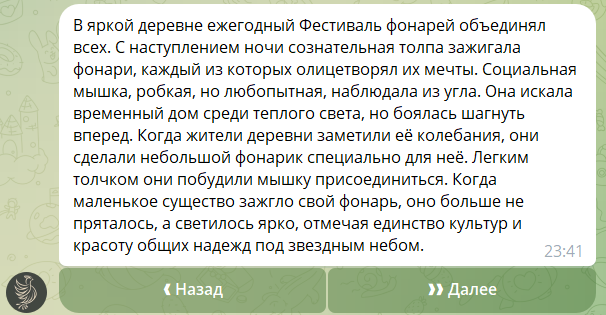 В яркой деревне ежегодный Фестиваль фонарей объединял
всех. С наступлением ночи сознательная толпа зажигала
фонари, каждый из которых олицетворял их мечты. Социальная
мышка, робкая, но любопытная, наблюдала из угла. Она искала
временный дом среди теплого света, но боялась шагнуть
вперед. Когда жители деревни заметили её колебания, они
сделали небольшой фонарик специально для неё. Легким
толчком они побудили мышку присоединиться. Когда
маленькое существо зажгло свой фонарь, оно больше не
пряталось, а светилось ярко, отмечая единство культур и
красоту общих надежд под звездным небом.
23:41
⟪ Назад
⟫ Далее